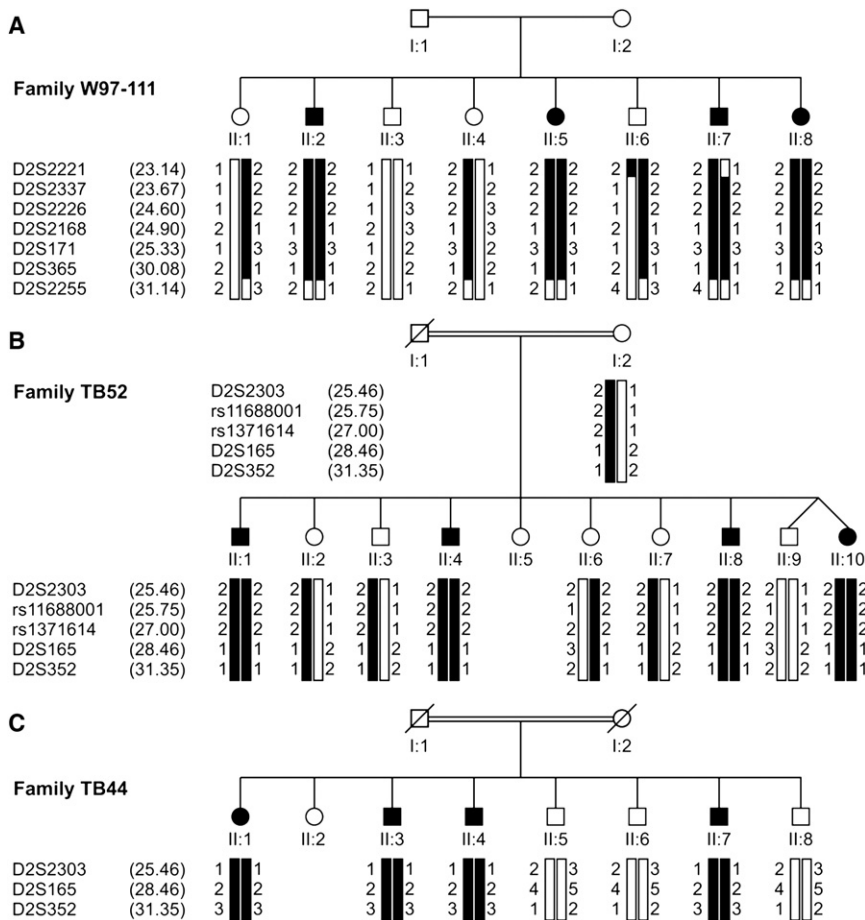 A
I:1 I:2
Family W97-111
II:1 II:2 II:3 II:4 II:5 II:6 II:7 II:8
D2S2221 (23.14) 1 2 2 2 1 1 2 1 2 2 2 2 2 1 2 2
D2S2337 (23.67) 1 2 2 2 1 2 2 2 2 2 1 2 2 2 2 2
D2S2226 (24.60) 1 2 2 2 1 3 2 3 2 2 1 2 2 2 2 2
D2S2168 (24.90) 2 1 1 1 2 3 1 3 1 1 2 1 1 1 1 1
D2S171 (25.33) 1 3 3 3 1 2 3 2 3 3 1 3 3 3 3 3
D2S365 (30.08) 2 1 1 1 2 2 1 2 1 1 2 1 1 1 1 1
D2S2255 (31.14) 2 3 2 1 2 1 2 1 2 1 4 3 4 1 2 1
B
I:1 I:2
Family TB52
D2S2303 (25.46) 2 1
rs11688001 (25.75) 2 1
rs1371614 (27.00) 2 1
D2S165 (28.46) 1 2
D2S352 (31.35) 1 2
II:1 II:2 II:3 II:4 II:5 II:6 II:7 II:8 II:9 II:10
D2S2303 (25.46) 2 2 2 1 2 1 2 2 2 2 2 1 2 2 2 1 2 2
rs11688001 (25.75) 2 2 2 1 2 1 2 2 1 2 2 1 2 2 1 1 2 2
rs1371614 (27.00) 2 2 2 1 2 1 2 2 2 2 2 1 2 2 2 1 2 2
D2S165 (28.46) 1 1 1 2 1 2 1 1 3 1 1 2 1 1 3 2 1 1
D2S352 (31.35) 1 1 1 2 1 2 1 1 2 1 1 2 1 1 2 2 1 1
C
I:1 I:2
Family TB44
II:1 II:2 II:3 II:4 II:5 II:6 II:7 II:8
D2S2303 (25.46) 1 1 1 1 1 1 2 3 2 3 1 1 2 3
D2S165 (28.46) 2 2 2 2 2 2 4 5 4 5 2 2 4 5
D2S352 (31.35) 3 3 3 3 3 3 1 2 1 2 3 3 1 2